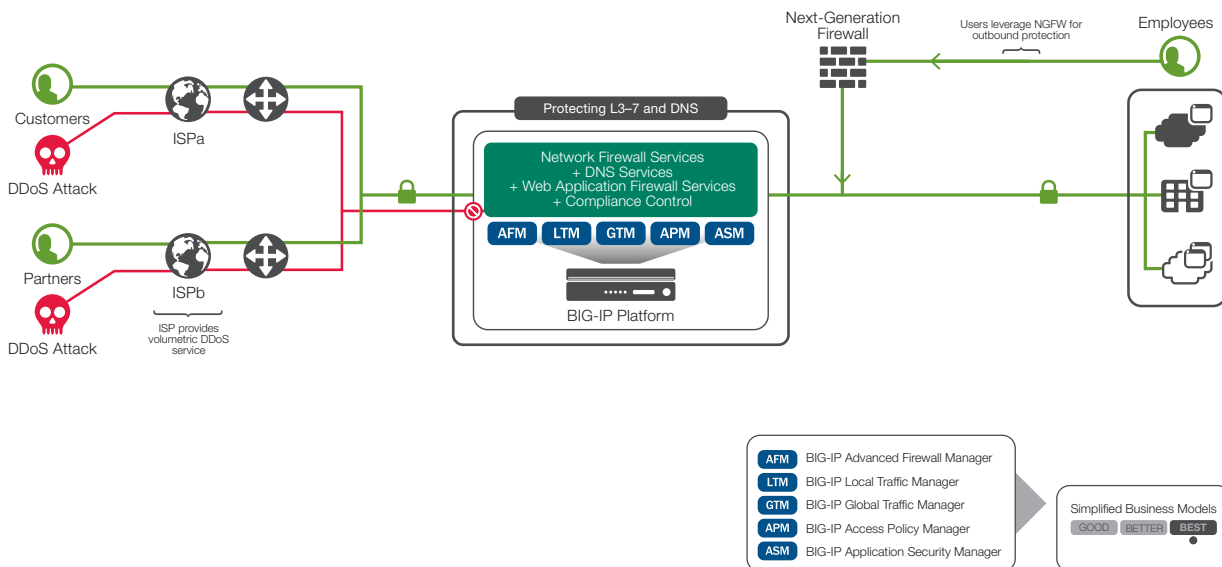 Next-Generation
Firewall
Users leverage NGFW for
outbound protection
Employees
Customers
ISPa
DDoS Attack
Protecting L3–7 and DNS
Network Firewall Services
+ DNS Services
+ Web Application Firewall Services
+ Compliance Control
AFM LTM GTM APM ASM
BIG-IP Platform
Partners
ISPb
DDoS Attack
ISP provides
volumetric DDoS
service
AFM BIG-IP Advanced Firewall Manager
LTM BIG-IP Local Traffic Manager
GTM BIG-IP Global Traffic Manager
APM BIG-IP Access Policy Manager
ASM BIG-IP Application Security Manager
Simplified Business Models
GOOD BETTER BEST